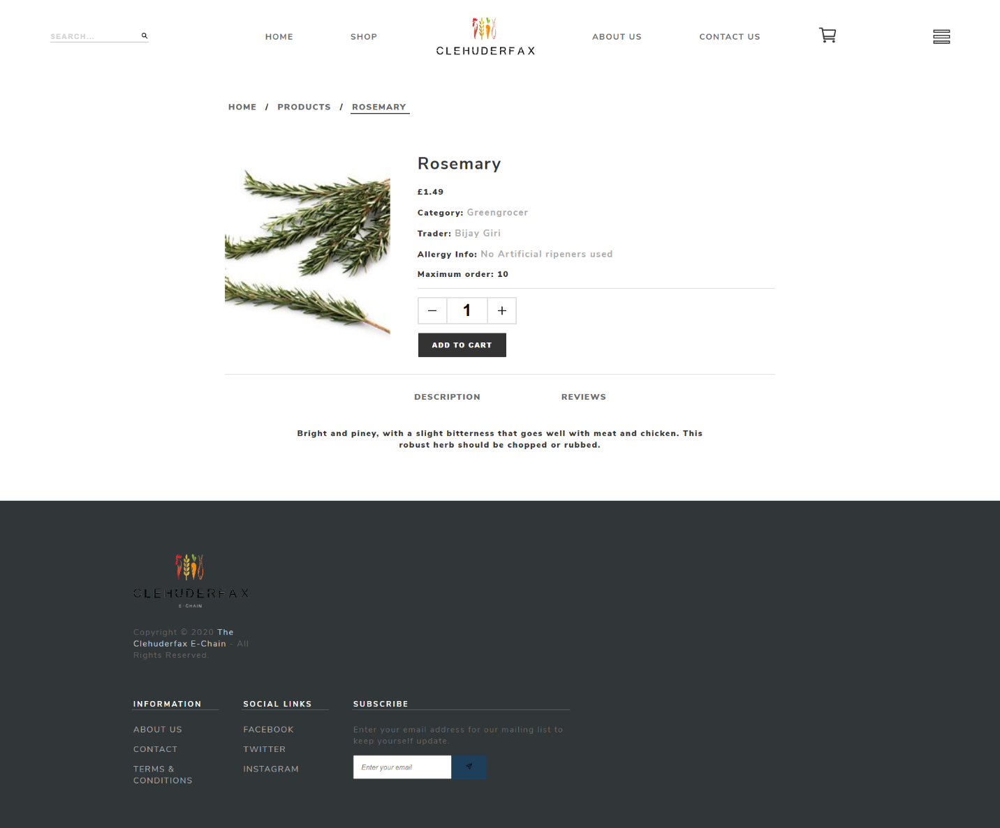 SEARCH...
HOME
SHOP
CLEHUDERFAX
ABOUT US
CONTACT US
HOME / PRODUCTS / ROSEMARY
Rosemary
£1.49
Category: Greengrocer
Trader: Bijay Giri
Allergy Info: No Artificial ripeners used
Maximum order: 10
1
ADD TO CART
DESCRIPTION
REVIEWS
Bright and piney, with a slight bitterness that goes well with meat and chicken. This
robust herb should be chopped or rubbed.
CLEHUDERFAX
E-CHAIN
Copyright © 2020 The
Clehuderfax E-Chain - All
Rights Reserved.
INFORMATION
ABOUT US
CONTACT
TERMS &
CONDITIONS
SOCIAL LINKS
FACEBOOK
TWITTER
INSTAGRAM
SUBSCRIBE
Enter your email address for our mailing list to
keep yourself update.
Enter your email